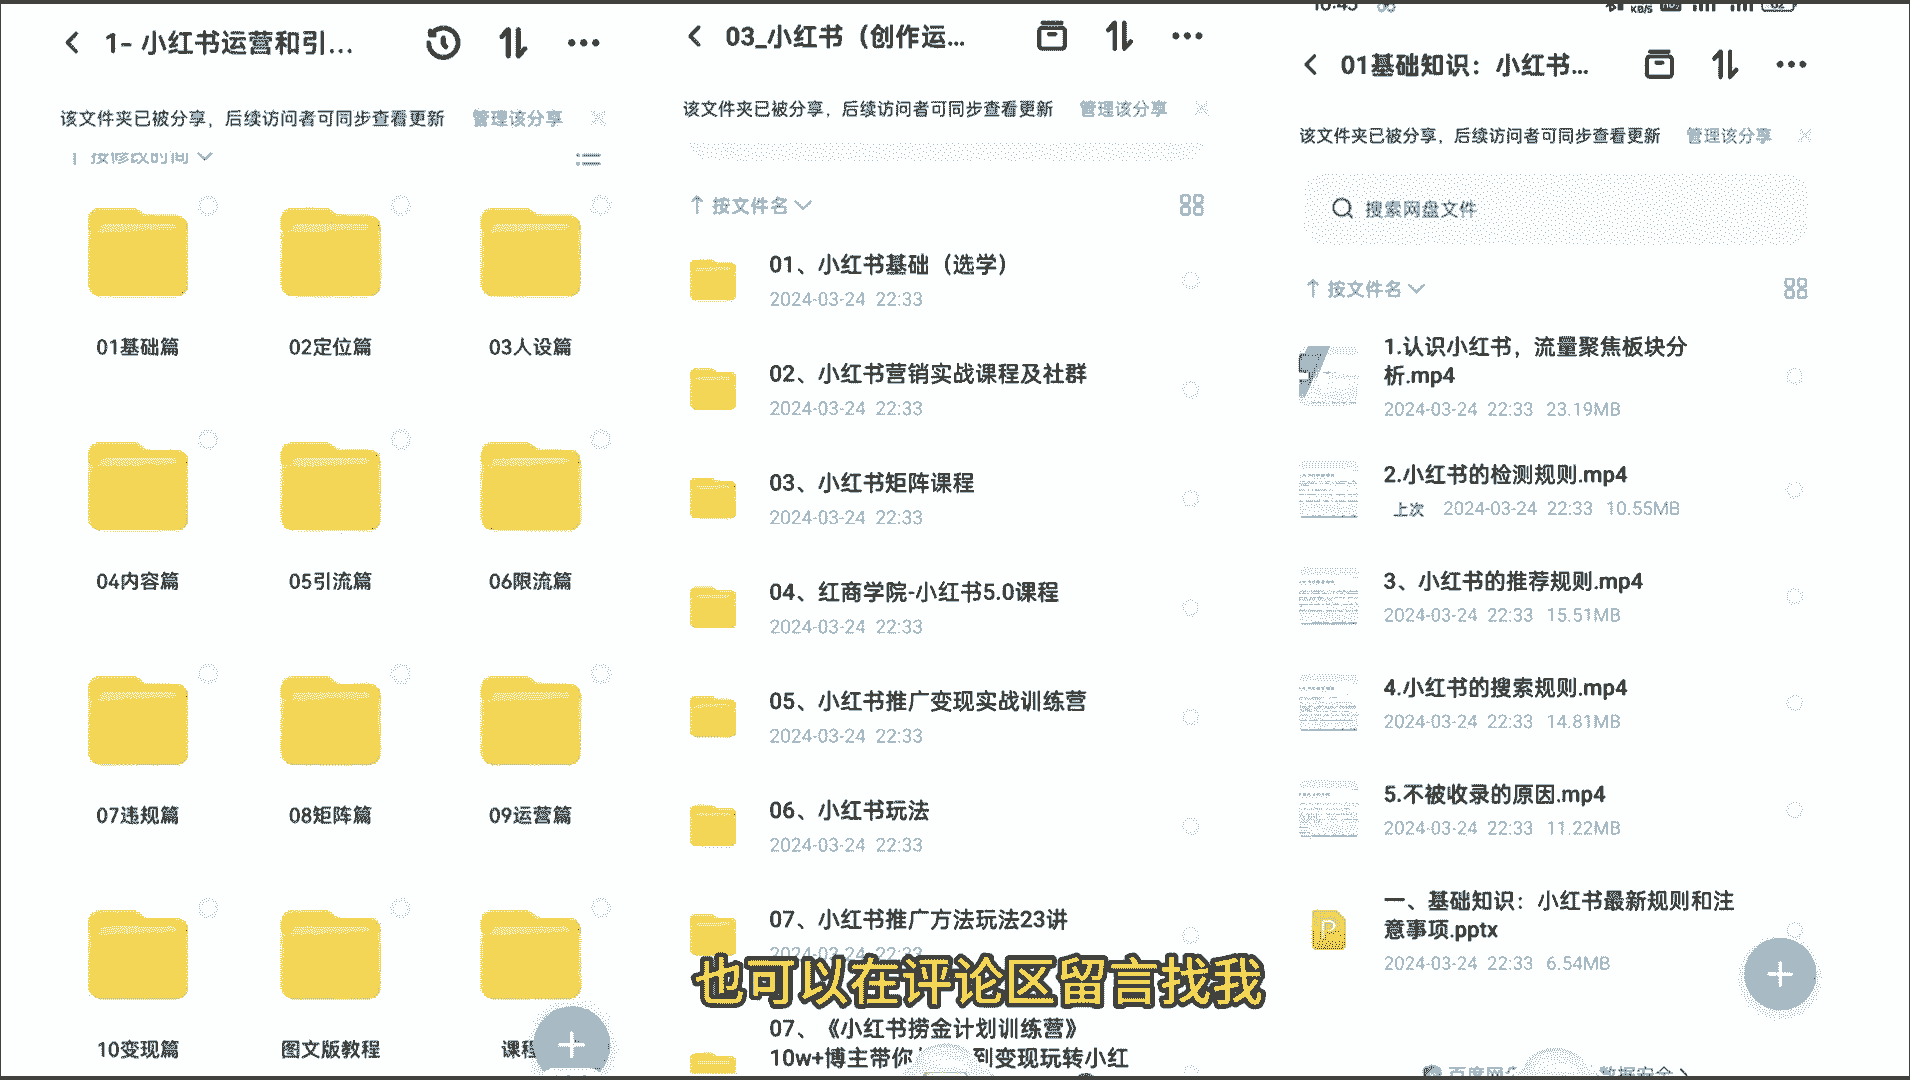 1- 小红书运营和引...
该文件夹已被分享，后续访问者可同步查看更新 管理该分享
按修改时间
01基础篇
02定位篇
03人设篇
04内容篇
05引流篇
06限流篇
07违规篇
08矩阵篇
09运营篇
10变现篇
图文版教程
课程
03_小红书（创作运...
该文件夹已被分享，后续访问者可同步查看更新 管理该分享
按文件名
01、小红书基础（选学）
2024-03-24 22:33
02、小红书营销实战课程及社群
2024-03-24 22:33
03、小红书矩阵课程
2024-03-24 22:33
04、红商学院-小红书5.0课程
2024-03-24 22:33
05、小红书推广变现实战训练营
2024-03-24 22:33
06、小红书玩法
2024-03-24 22:33
07、小红书推广方法玩法23讲
2024-03-24 22:33
也可以在评论区留言找我
07、《小红书捞金计划训练营》
10w+博主带你 到变现玩转小红
01基础知识：小红书...
该文件夹已被分享，后续访问者可同步查看更新 管理该分享
搜索网盘文件
按文件名
1.认识小红书，流量聚焦板块分
析.mp4
2024-03-24 22:33 23.19MB
2.小红书的检测规则.mp4
上次 2024-03-24 22:33 10.55MB
3、小红书的推荐规则.mp4
2024-03-24 22:33 15.51MB
4.小红书的搜索规则.mp4
2024-03-24 22:33 14.81MB
5.不被收录的原因.mp4
2024-03-24 22:33 11.22MB
一、基础知识：小红书最新规则和注
意事项.pptx
2024-03-24 22:33 6.54MB